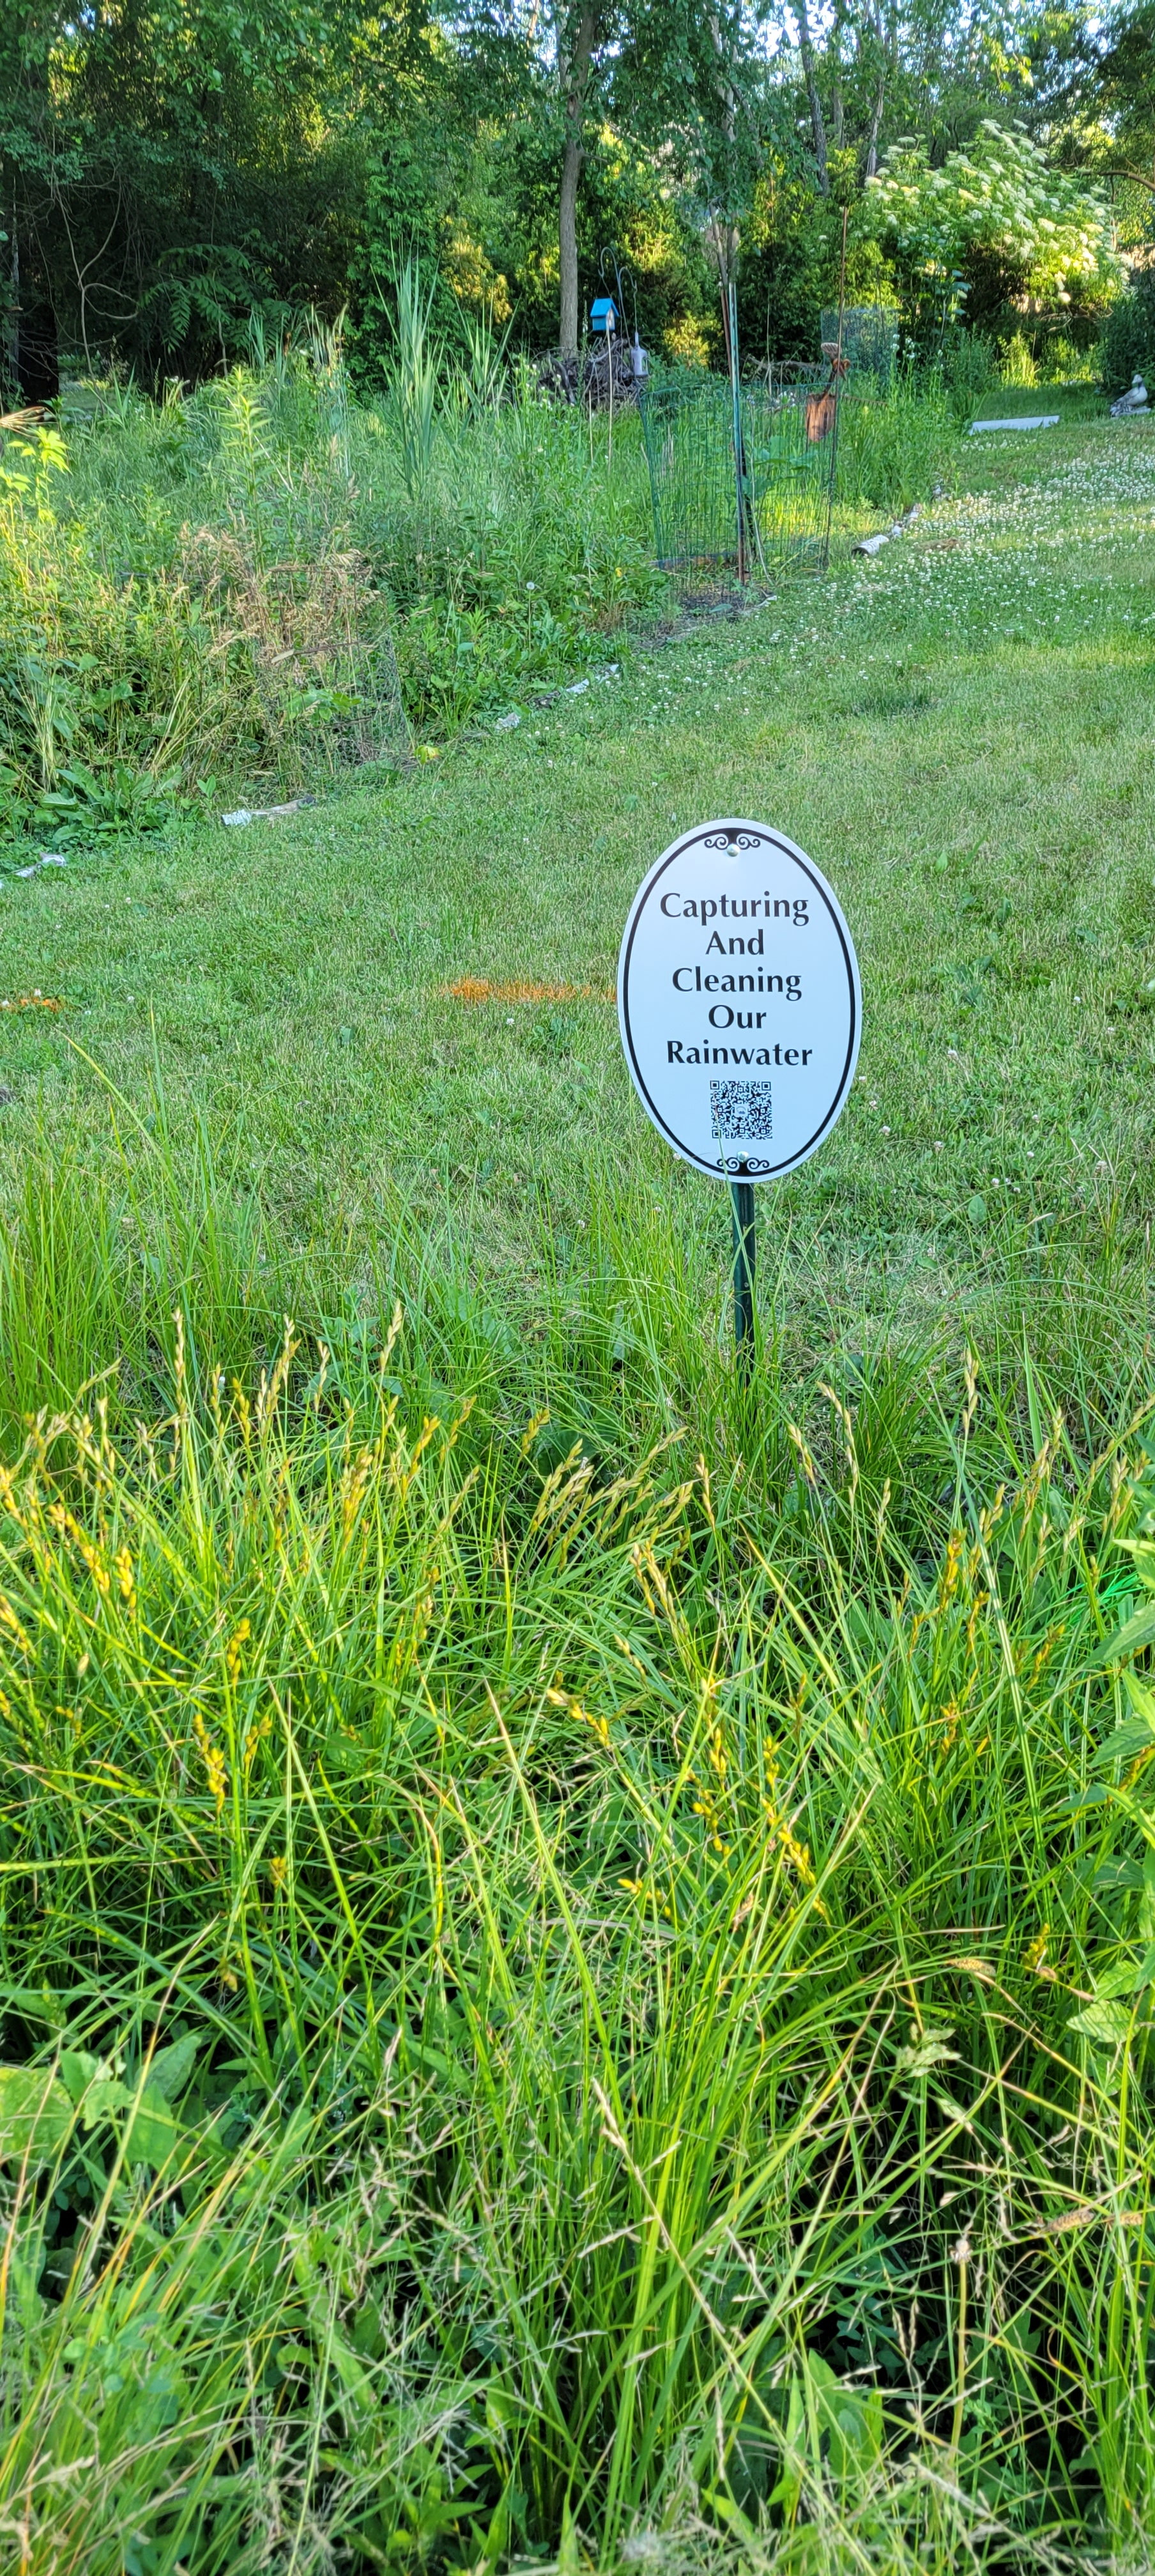 Capturing
And
Cleaning
Our
Rainwater